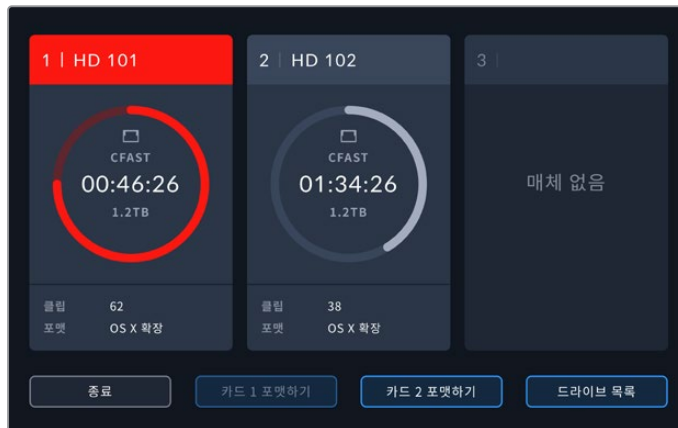 1 | HD 101
2 | HD 102
3 |
CFAST
00:46:26
1.2TB
CFAST
01:34:26
1.2TB
매체 없음
클립 62
포맷 OS X 확장
클립 38
포맷 OS X 확장
종료
카드 1 포맷하기
카드 2 포맷하기
드라이브 목록